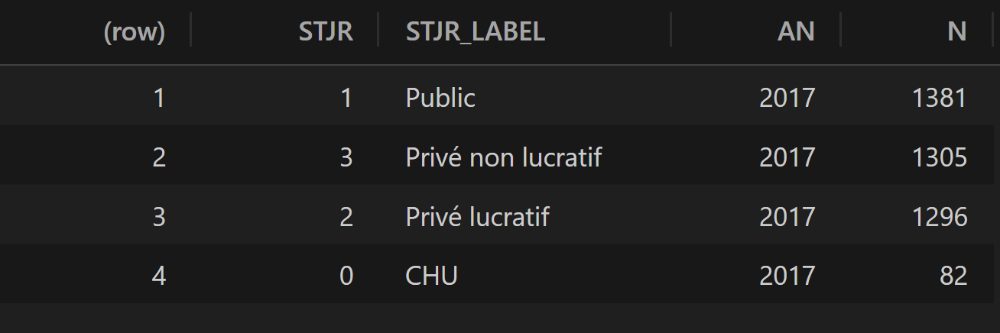 (row) STJR STJR_LABEL AN N
1 1 Public 2017 1381
2 3 Privé non lucratif 2017 1305
3 2 Privé lucratif 2017 1296
4 0 CHU 2017 82